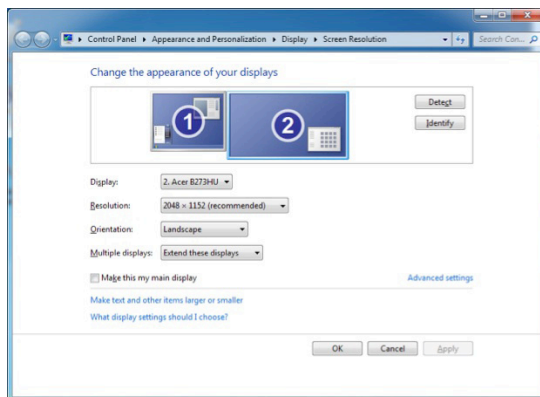 Control Panel ▸ Appearance and Personalization ▸ Display ▸ Screen Resolution
Search Con...
Change the appearance of your displays
1
2
Detect
Identify
Display: 2. Acer B273HU
Resolution: 2048 × 1152 (recommended)
Orientation: Landscape
Multiple displays: Extend these displays
Make this my main display
Advanced settings
Make text and other items larger or smaller
What display settings should I choose?
OK Cancel Apply